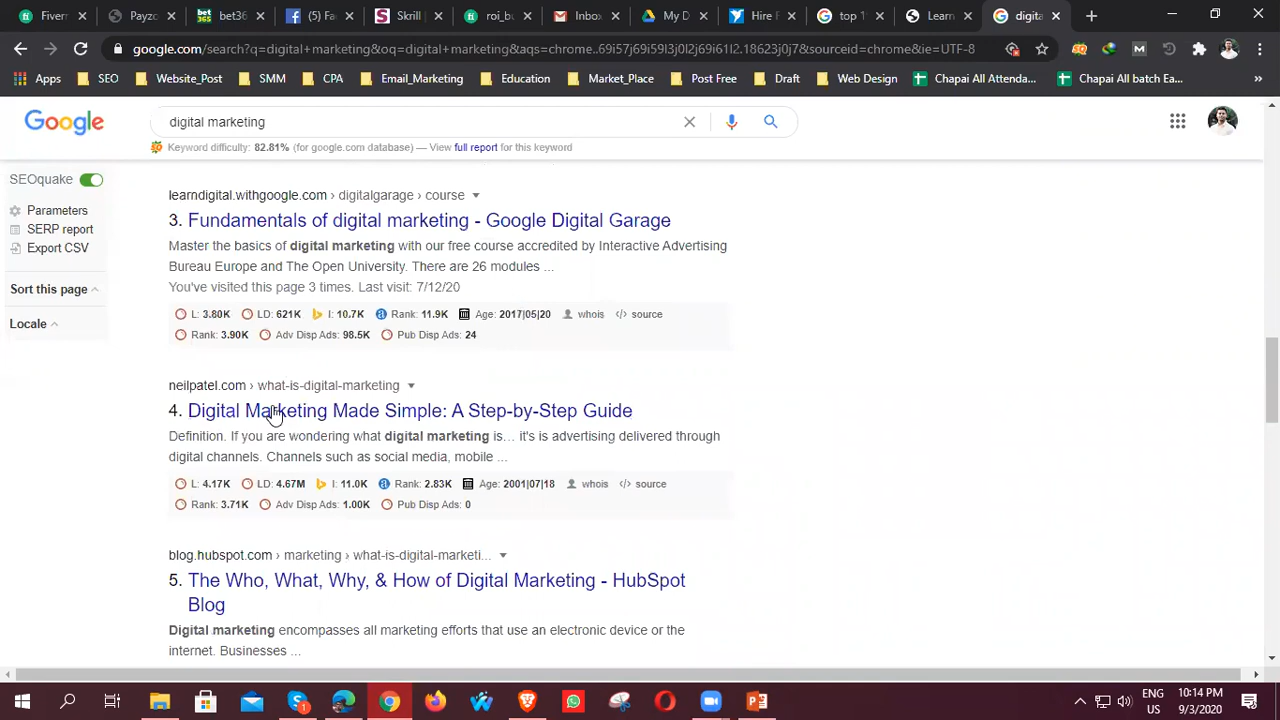 Fiverr
Payzo
bet365
bet36
(5) Fa
Skrill |
roi_bu
Inbox
My D
Hire F
top 1
Learn
digita
google.com/search?q=digital+marketing&oq=digital+marketing&aqs=chrome..69i57j69i59l3j0l2j69i61l2.18623j0j7&sourceid=chrome&ie=UTF-8
Apps
SEO
Website_Post
SMM
CPA
Email_Marketing
Education
Market_Place
Post Free
Draft
Web Design
Chapai All Attenda...
Chapai All batch Ea...
Google
digital marketing
Keyword difficulty: 82.81% (for google.com database) — View full report for this keyword
SEOquake
Parameters
SERP report
Export CSV
Sort this page
Locale
learndigital.withgoogle.com › digitalgarage › course
3. Fundamentals of digital marketing - Google Digital Garage
Master the basics of digital marketing with our free course accredited by Interactive Advertising
Bureau Europe and The Open University. There are 26 modules ...
You've visited this page 3 times. Last visit: 7/12/20
L: 3.80K LD: 621K I: 10.7K Rank: 11.9K Age: 2017|05|20 whois </> source
Rank: 3.90K Adv Disp Ads: 98.5K Pub Disp Ads: 24
neilpatel.com › what-is-digital-marketing
4. Digital Marketing Made Simple: A Step-by-Step Guide
Definition. If you are wondering what digital marketing is... it's is advertising delivered through
digital channels. Channels such as social media, mobile ...
L: 4.17K LD: 4.67M I: 11.0K Rank: 2.83K Age: 2001|07|18 whois </> source
Rank: 3.71K Adv Disp Ads: 1.00K Pub Disp Ads: 0
blog.hubspot.com › marketing › what-is-digital-marketi...
5. The Who, What, Why, & How of Digital Marketing - HubSpot
Blog
Digital marketing encompasses all marketing efforts that use an electronic device or the
internet. Businesses ...
ENG
US
10:14 PM
9/3/2020